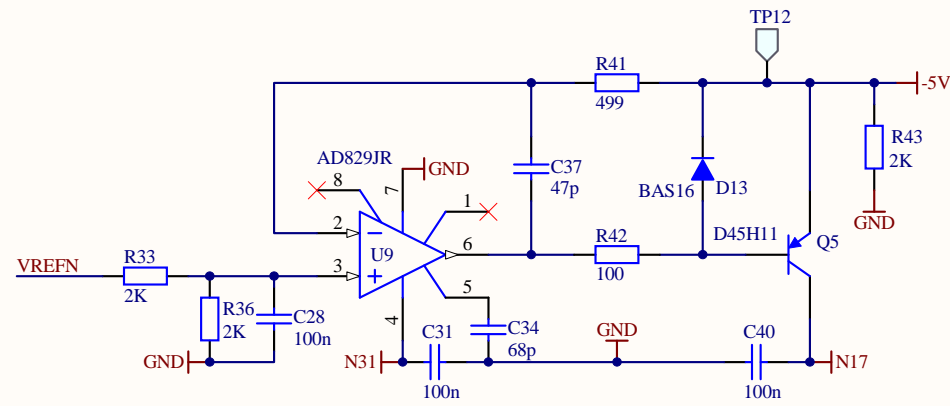 TP12
R41
499
-5V
AD829JR
8
7
GND
1
C37
47p
BAS16
D13
R43
2K
GND
2
U9
6
3
5
4
R42
100
D45H11
Q5
VREFN
R33
2K
R36
2K
C28
100n
GND
N31
C31
100n
C34
68p
GND
C40
100n
N17